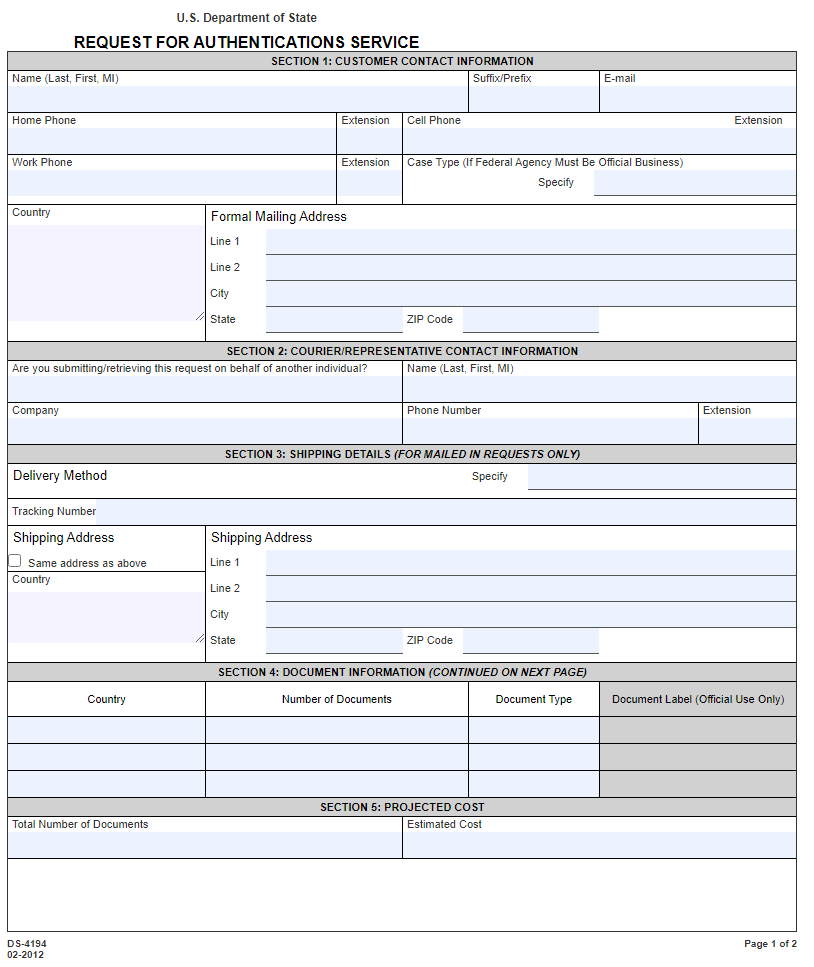 U.S. Department of State
REQUEST FOR AUTHENTICATIONS SERVICE
SECTION 1: CUSTOMER CONTACT INFORMATION
Name (Last, First, MI) Suffix/Prefix E-mail
Home Phone Extension Cell Phone Extension
Work Phone Extension Case Type (If Federal Agency Must Be Official Business)
Specify
Country Formal Mailing Address
Line 1
Line 2
City
State ZIP Code
SECTION 2: COURIER/REPRESENTATIVE CONTACT INFORMATION
Are you submitting/retrieving this request on behalf of another individual? Name (Last, First, MI)
Company Phone Number Extension
SECTION 3: SHIPPING DETAILS (FOR MAILED IN REQUESTS ONLY)
Delivery Method Specify
Tracking Number
Shipping Address Shipping Address
Same address as above Line 1
Country
Line 2
City
State ZIP Code
SECTION 4: DOCUMENT INFORMATION (CONTINUED ON NEXT PAGE)
Country Number of Documents Document Type Document Label (Official Use Only)
SECTION 5: PROJECTED COST
Total Number of Documents Estimated Cost
DS-4194 Page 1 of 2
02-2012